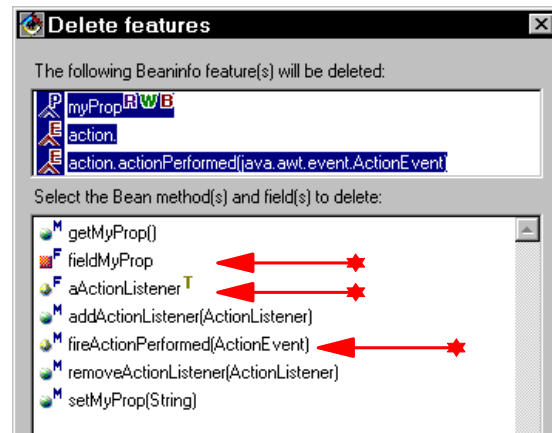 Delete features
The following Beaninfo feature(s) will be deleted:
P myProp R W B
E action.
E action.actionPerformed(java.awt.event.ActionEvent)
Select the Bean method(s) and field(s) to delete:
M getMyProp()
F fieldMyProp
F aActionListener T
M addActionListener(ActionListener)
M fireActionPerformed(ActionEvent)
M removeActionListener(ActionListener)
M setMyProp(String)